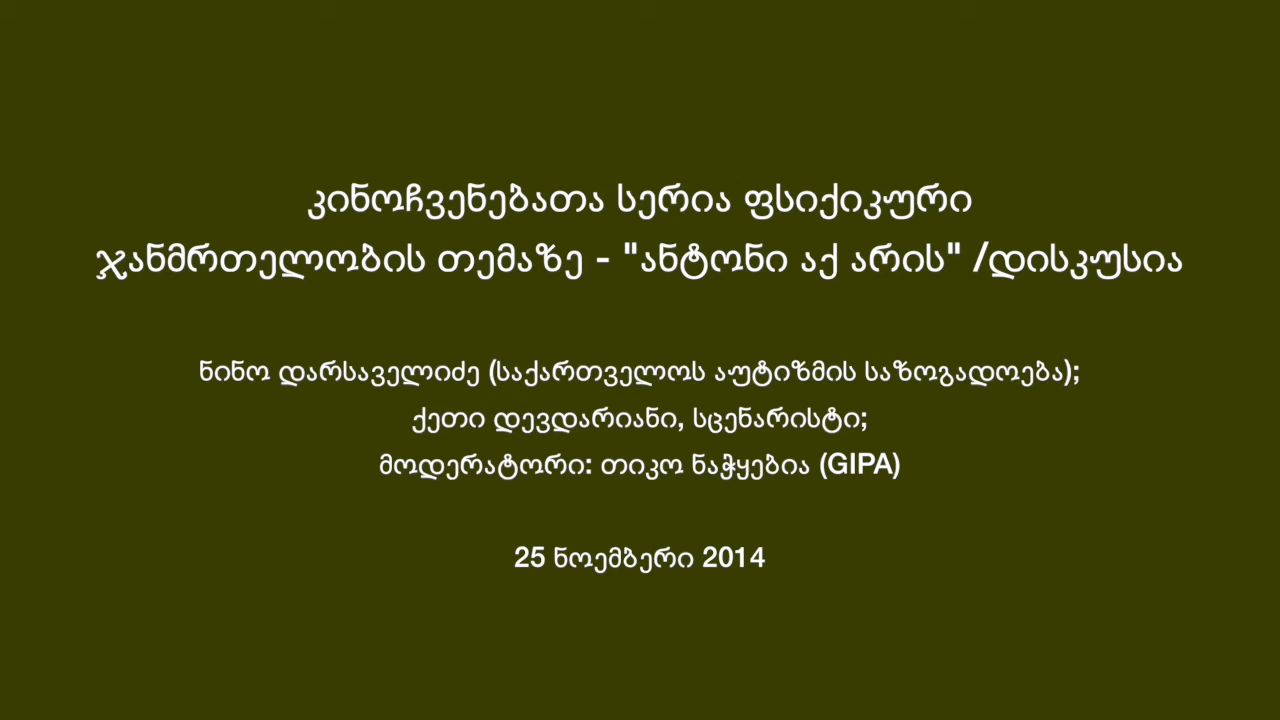 კინოჩვენებათა სერია ფსიქიკური
ჯანმრთელობის თემაზე - "ანტონი აქ არის" /დისკუსია
ნინო დარსაველიძე (საქართველოს აუტიზმის საზოგადოება);
ქეთი დევდარიანი, სცენარისტი;
მოდერატორი: თიკო ნაჭყებია (GIPA)
25 ნოემბერი 2014